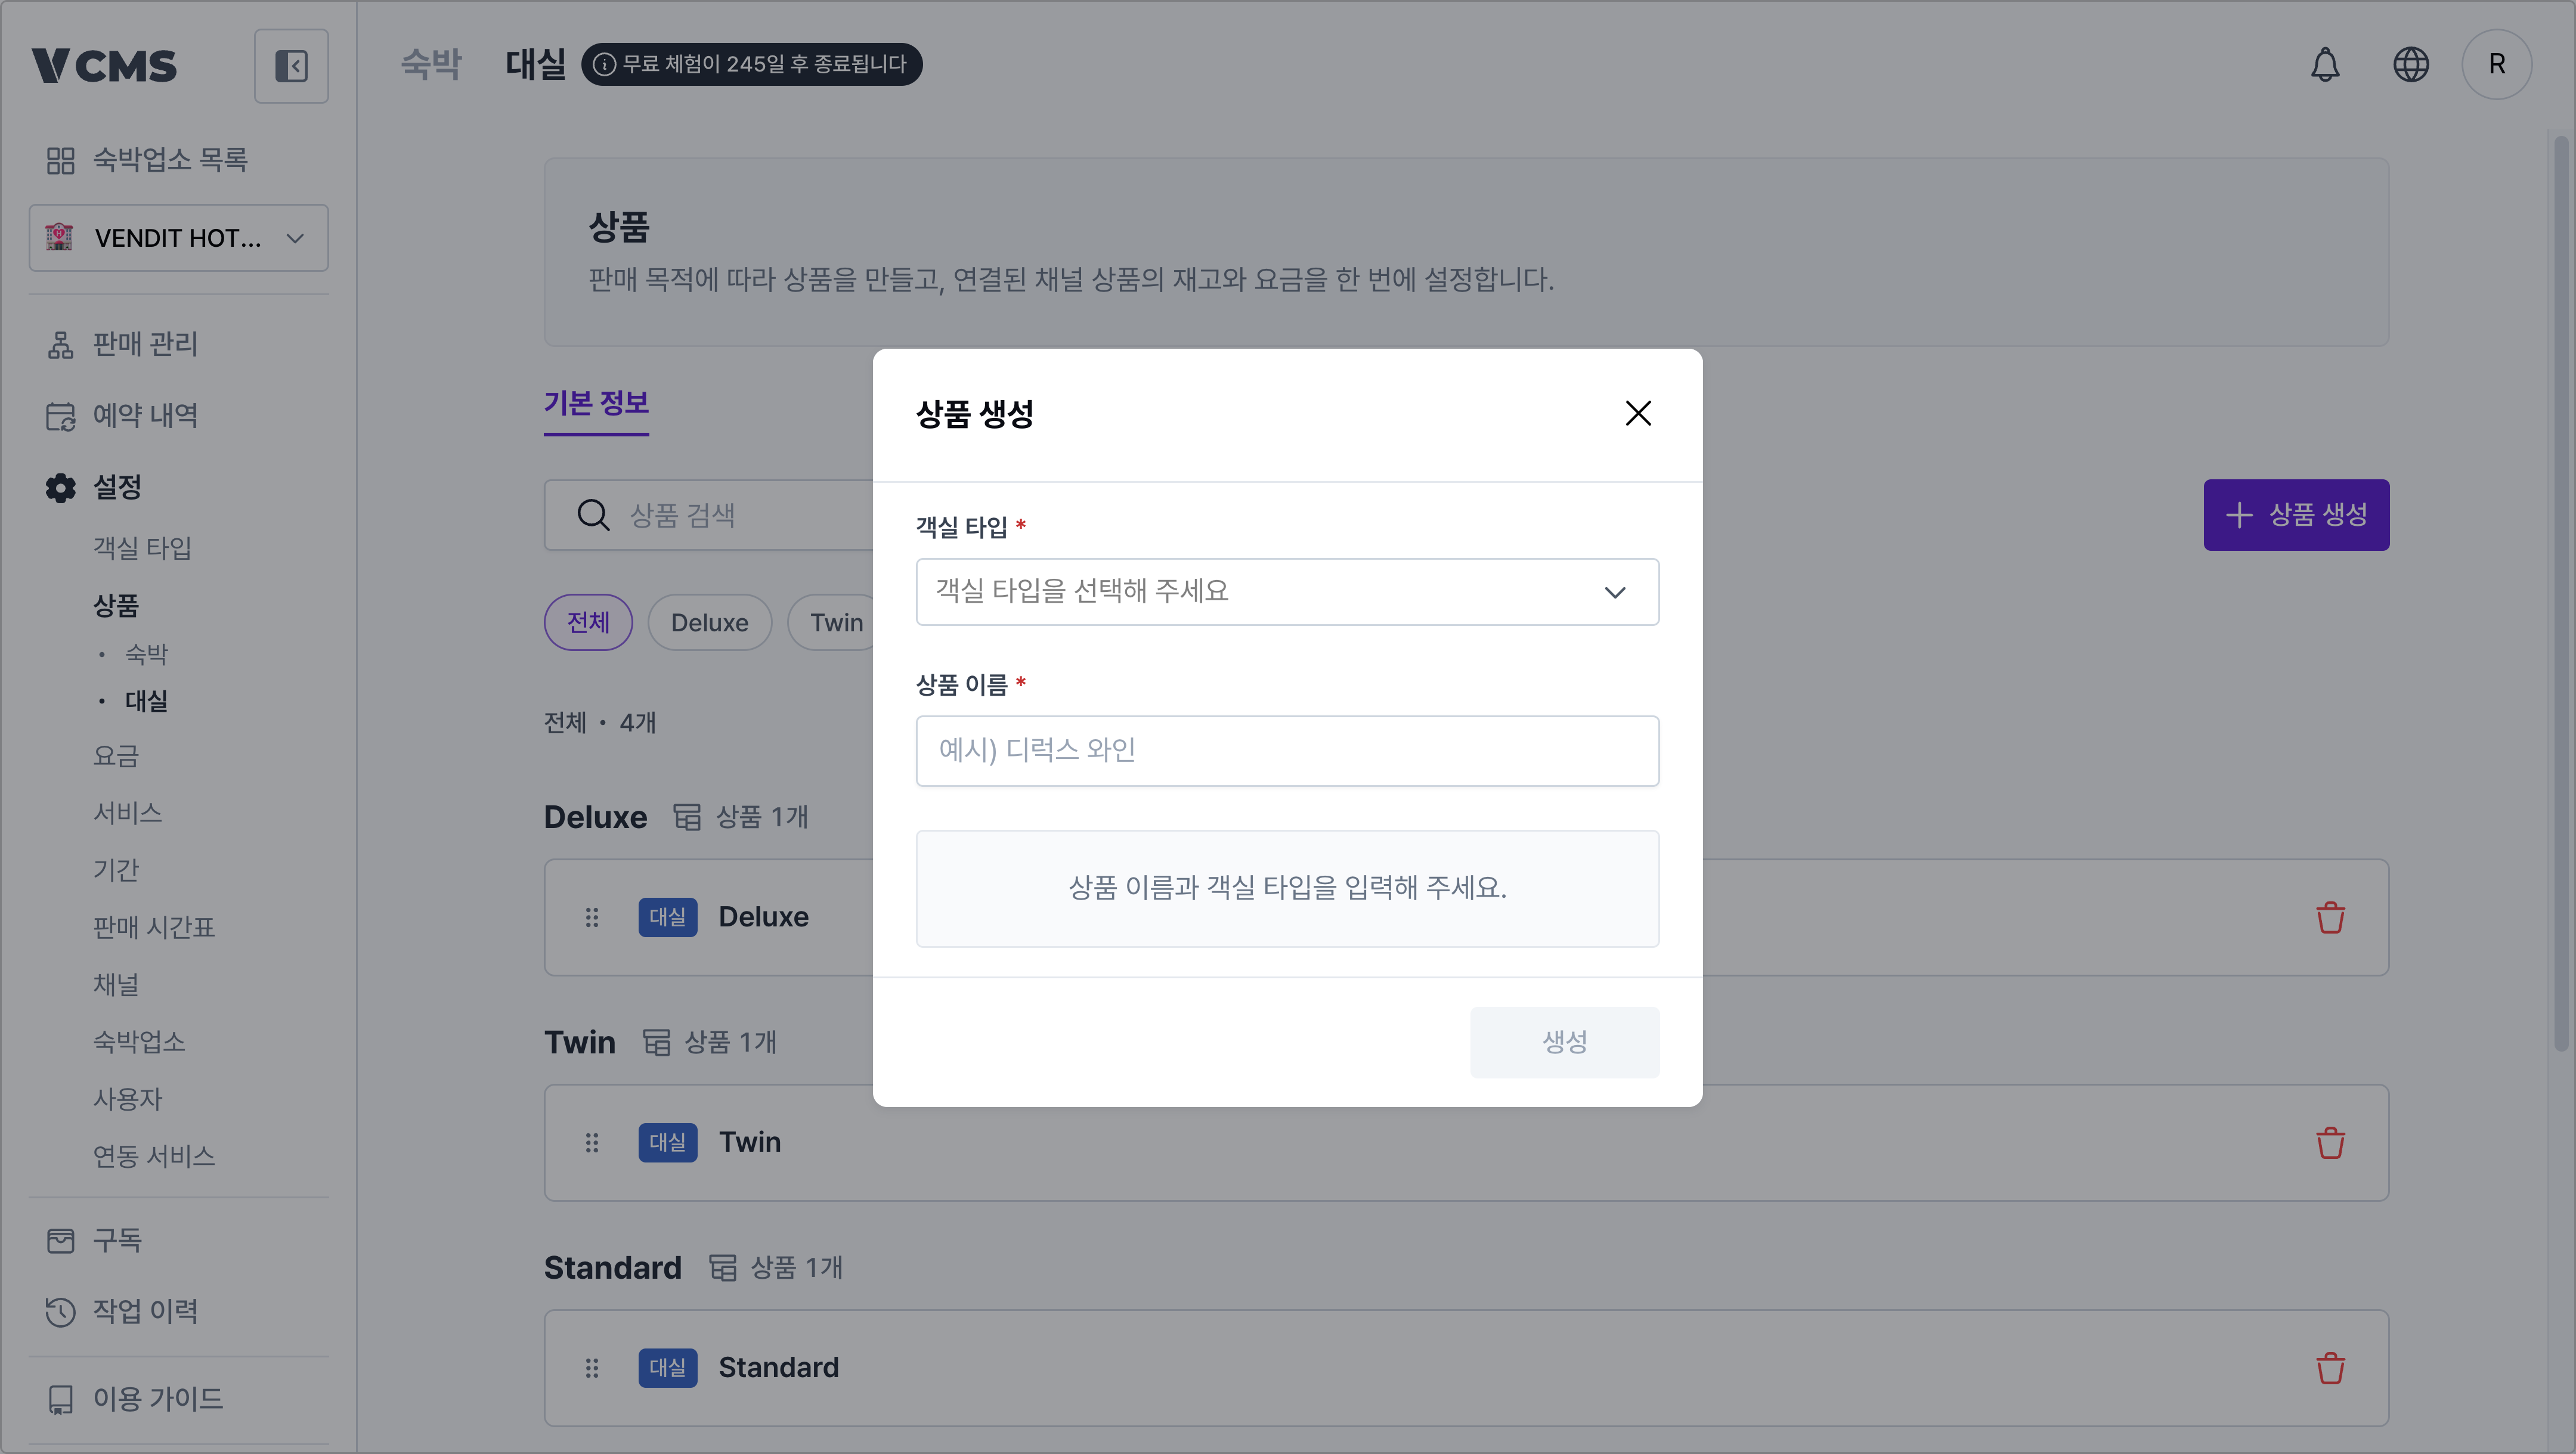 VCMS
숙박업소 목록
VENDIT HOT...
판매 관리
예약 내역
설정
객실 타입
상품
• 숙박
• 대실
요금
서비스
기간
판매 시간표
채널
숙박업소
사용자
연동 서비스
구독
작업 이력
이용 가이드
숙박 대실 무료 체험이 245일 후 종료됩니다
R
상품
판매 목적에 따라 상품을 만들고, 연결된 채널 상품의 재고와 요금을 한 번에 설정합니다.
기본 정보
상품 검색
상품 생성
전체 Deluxe Twin
전체 • 4개
Deluxe 상품 1개
대실 Deluxe
Twin 상품 1개
대실 Twin
Standard 상품 1개
대실 Standard
상품 생성
객실 타입 *
객실 타입을 선택해 주세요
상품 이름 *
예시) 디럭스 와인
상품 이름과 객실 타입을 입력해 주세요.
생성